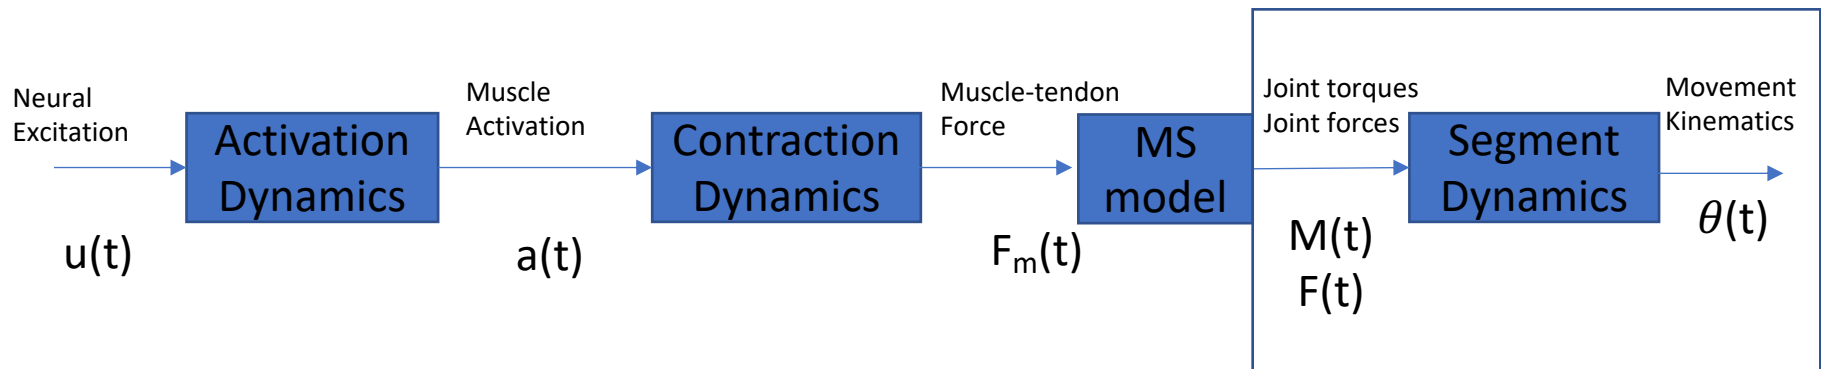 Neural
Excitation
Activation
Dynamics
u(t)
Muscle
Activation
a(t)
Contraction
Dynamics
Muscle-tendon
Force
Fₘ(t)
MS
model
Joint torques
Joint forces
M(t)
F(t)
Segment
Dynamics
Movement
Kinematics
𝜃(t)